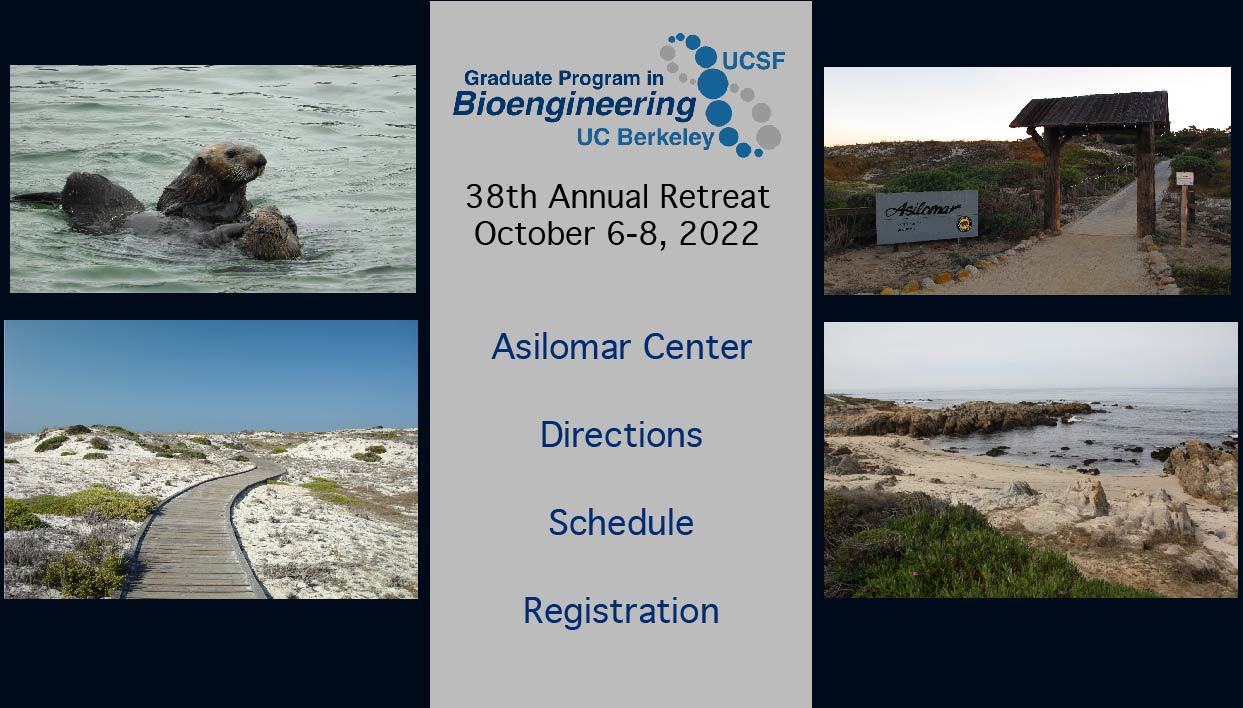 Graduate Program in
Bioengineering
UCSF
UC Berkeley
38th Annual Retreat
October 6-8, 2022
Asilomar Center
Directions
Schedule
Registration
Asilomar